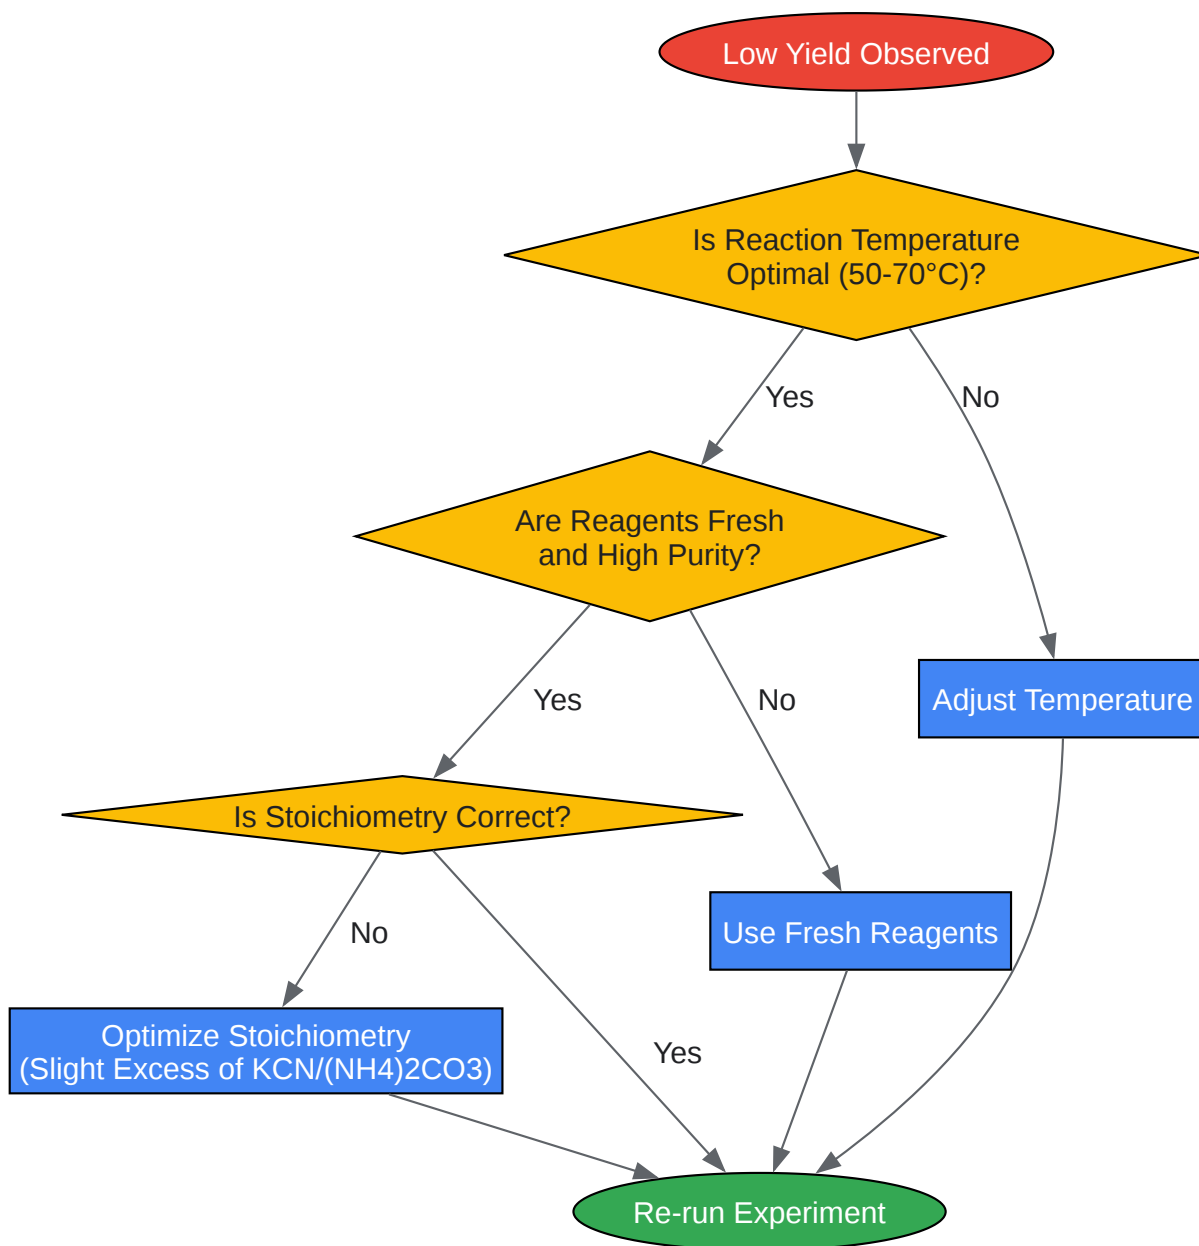 Low Yield Observed
Is Reaction Temperature
Optimal (50-70°C)?
Yes
No
Are Reagents Fresh
and High Purity?
Yes
No
Adjust Temperature
Is Stoichiometry Correct?
No
Use Fresh Reagents
Optimize Stoichiometry
(Slight Excess of KCN/(NH4)2CO3)
Yes
Re-run Experiment